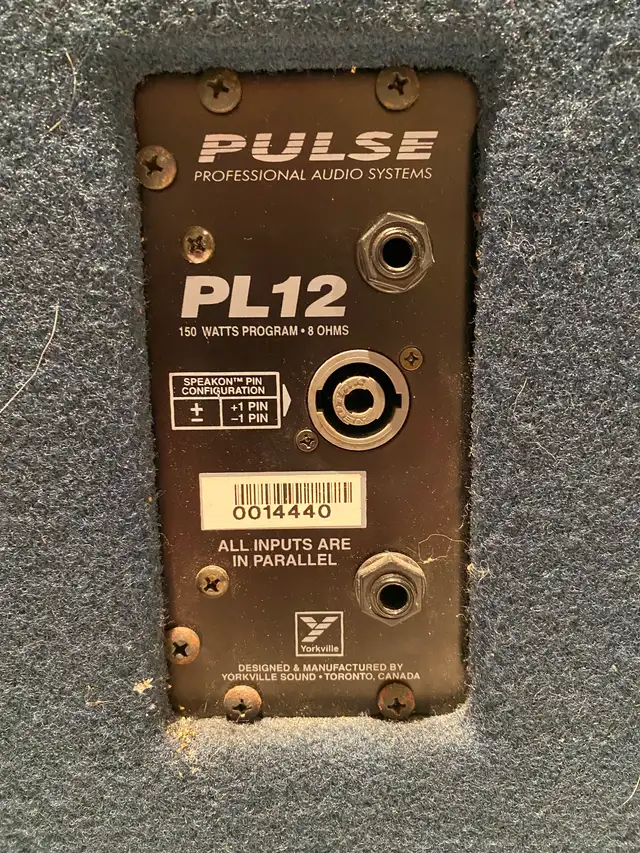 PULSE
PROFESSIONAL AUDIO SYSTEMS
PL12
150 WATTS PROGRAM • 8 OHMS
SPEAKON™ PIN
CONFIGURATION
± +1 PIN
−1 PIN
0014440
ALL INPUTS ARE
IN PARALLEL
Yorkville
DESIGNED & MANUFACTURED BY
YORKVILLE SOUND • TORONTO, CANADA